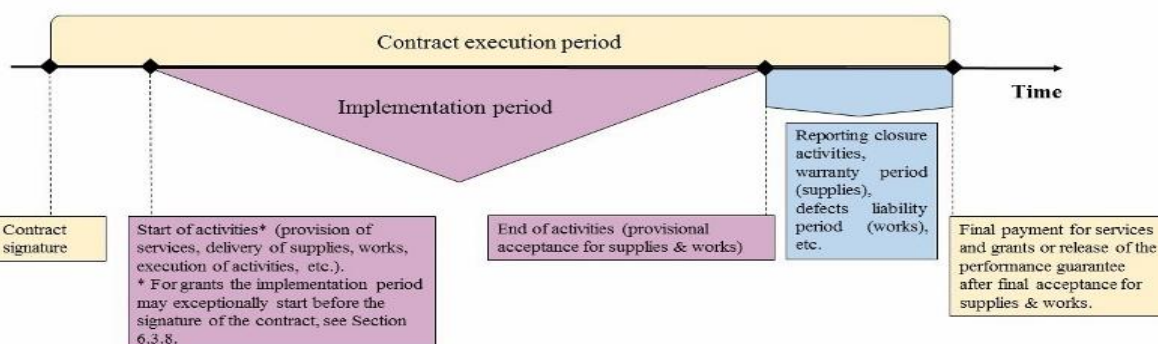 Contract execution period
Time
Implementation period
Reporting closure
activities,
warranty period
(supplies),
defects liability
period (works),
etc.
Contract
signature
Start of activities* (provision of
services, delivery of supplies, works,
execution of activities, etc.).
* For grants the implementation period
may exceptionally start before the
signature of the contract, see Section
6.3.8.
End of activities (provisional
acceptance for supplies & works)
Final payment for services
and grants or release of the
performance guarantee
after final acceptance for
supplies & works.